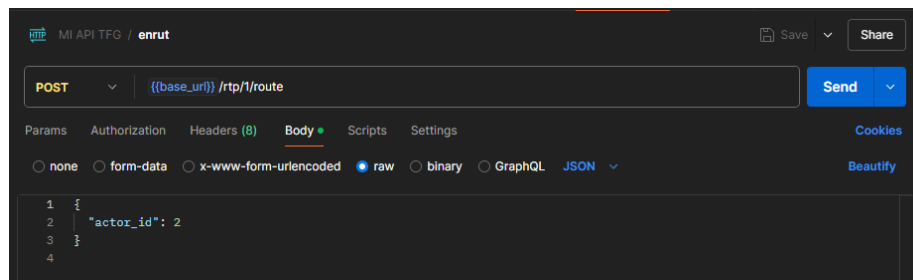 HTTP MI API TFG / enrut Save Share
POST {{base_url}} /rtp/1/route Send
Params Authorization Headers (8) Body Scripts Settings Cookies
none form-data x-www-form-urlencoded raw binary GraphQL JSON Beautify
1 {
2 "actor_id": 2
3 }
4